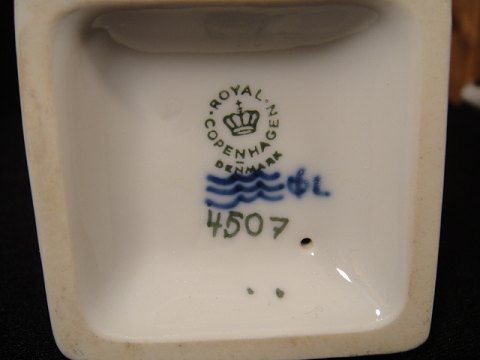 ROYAL
COPENHAGEN
DENMARK
4507